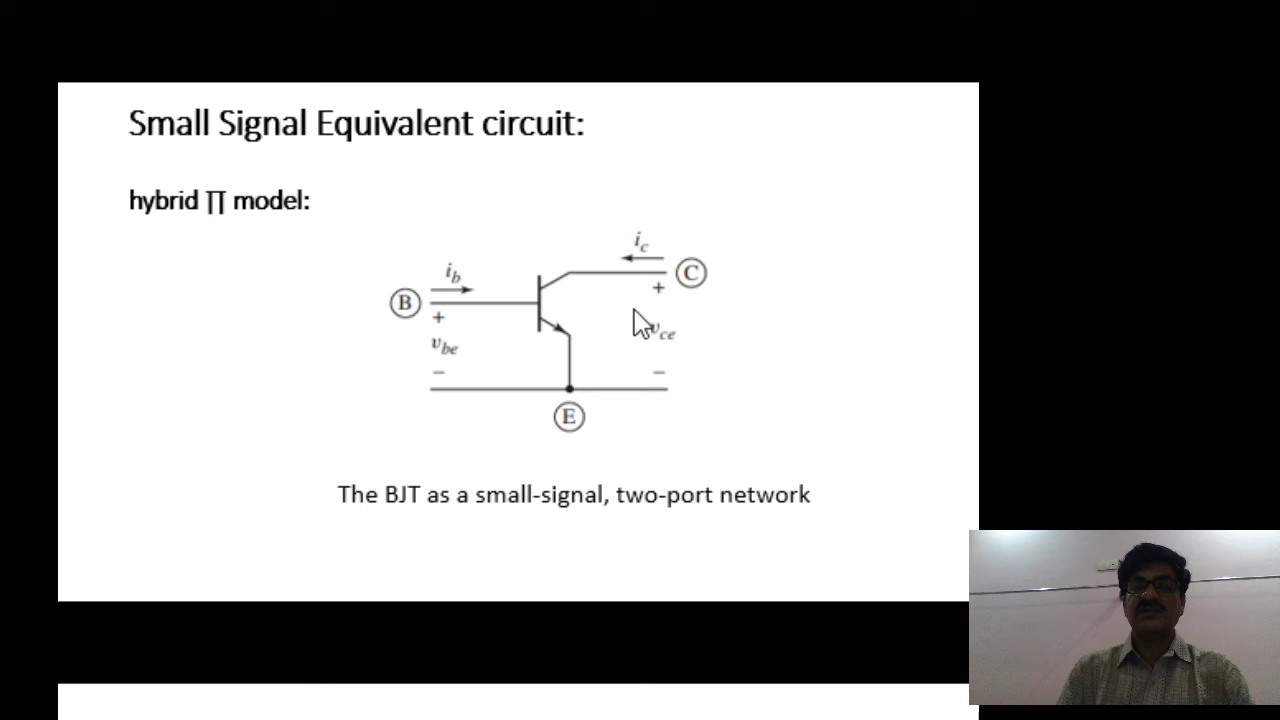 Small Signal Equivalent circuit:
hybrid ∏ model:
i_c
C
i_b
B
+
+
v_ce
v_be
−
−
E
The BJT as a small-signal, two-port network